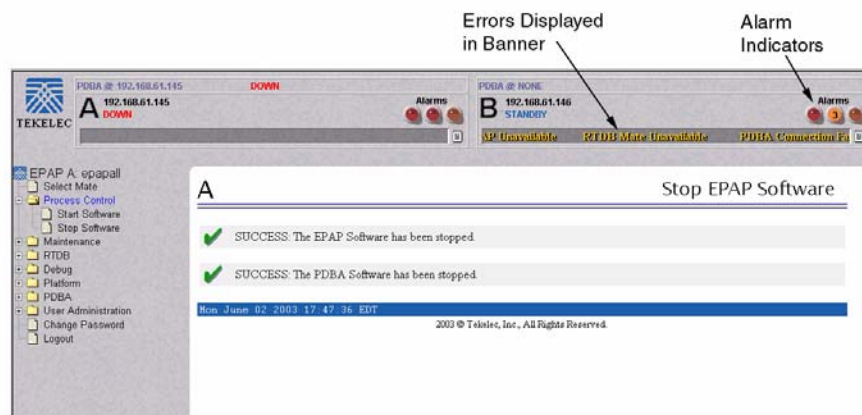 Errors Displayed
in Banner
Alarm
Indicators
PDBA @ 192.168.61.145 DOWN
A 192.168.61.145
DOWN
Alarms
TEKELEC
PDBA @ NONE
B 192.168.61.146
STANDBY
Alarms
3
AP Unavailable RTDB Mate Unavailable PDBA Connection Fa
EPAP A: epapall
Select Mate
Process Control
Start Software
Stop Software
Maintenance
RTDB
Debug
Platform
PDBA
User Administration
Change Password
Logout
A Stop EPAP Software
SUCCESS: The EPAP Software has been stopped.
SUCCESS: The PDBA Software has been stopped.
Mon June 02 2003 17:47:36 EDT
2003 © Tekelec, Inc., All Rights Reserved.